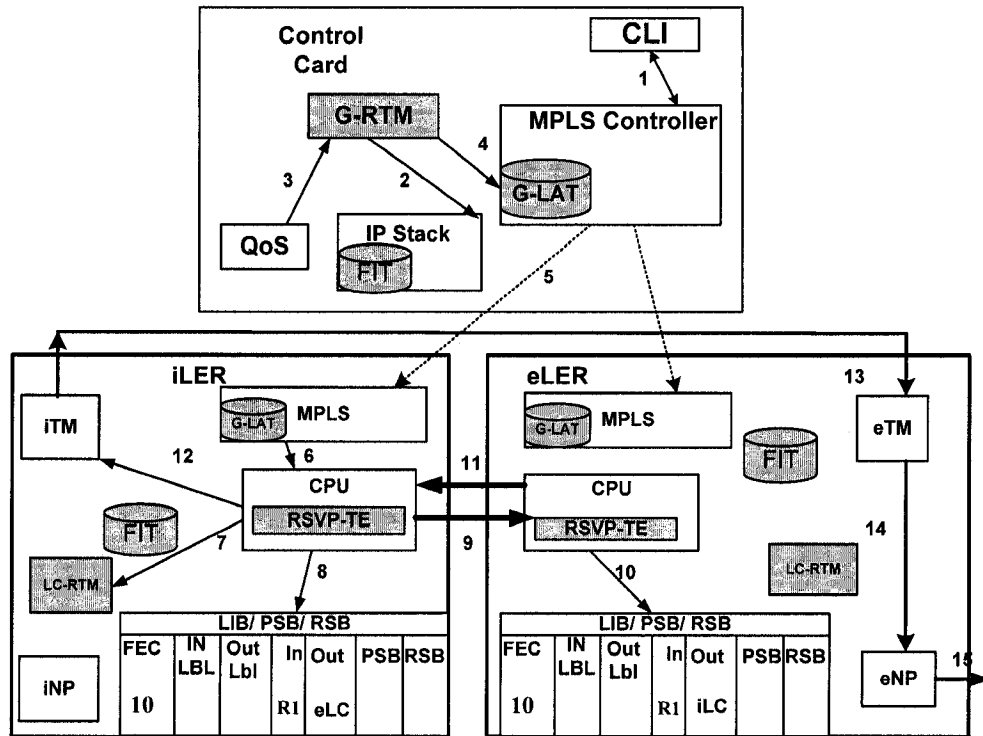 Control
Card
CLI
1
G-RTM
MPLS Controller
4
3
2
G-LAT
QoS
IP Stack
FIT
5
iLER
eLER
13
iTM
G-LAT
MPLS
G-LAT
MPLS
eTM
12
6
11
FIT
CPU
CPU
RSVP-TE
RSVP-TE
FIT
7
9
14
LC-RTM
8
10
LC-RTM
LIB/ PSB/ RSB
LIB/ PSB/ RSB
FEC
IN
LBL
Out
Lbl
In
Out
PSB
RSB
FEC
IN
LBL
Out
Lbl
In
Out
PSB
RSB
iNP
eNP
15
10
R1
eLC
10
R1
iLC